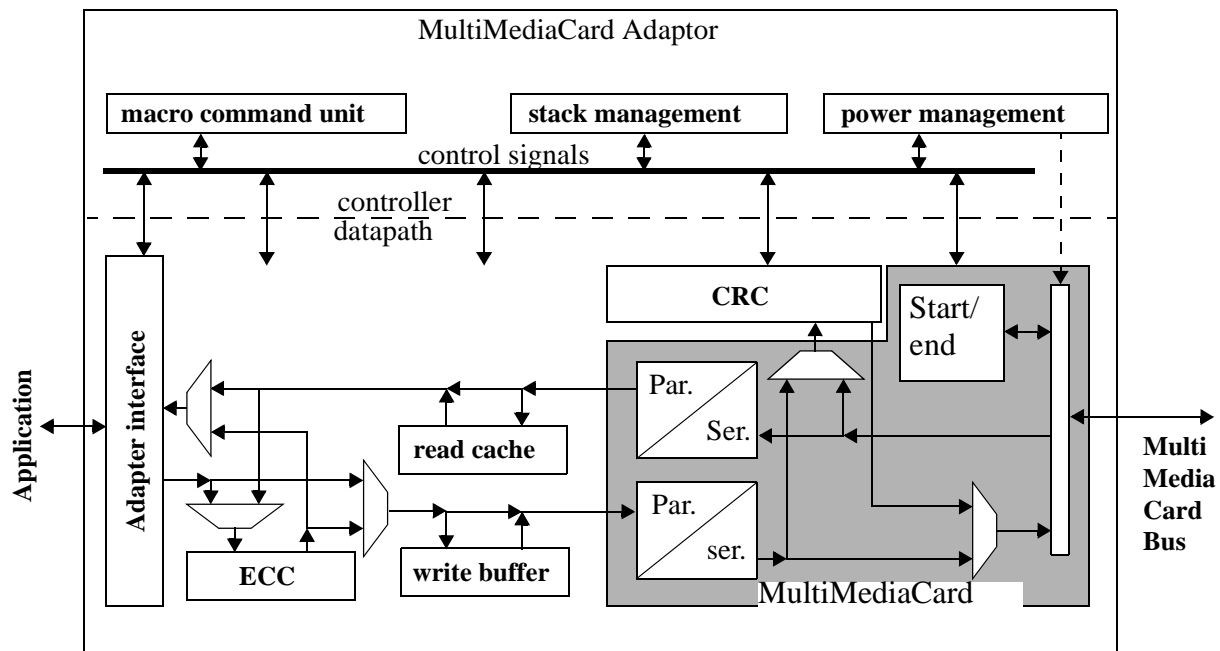 MultiMediaCard Adaptor
macro command unit
stack management
power management
control signals
controller
datapath
CRC
Start/
end
Application
Adapter interface
Par.
Ser.
read cache
Par.
ser.
ECC
write buffer
MultiMediaCard
Multi
Media
Card
Bus